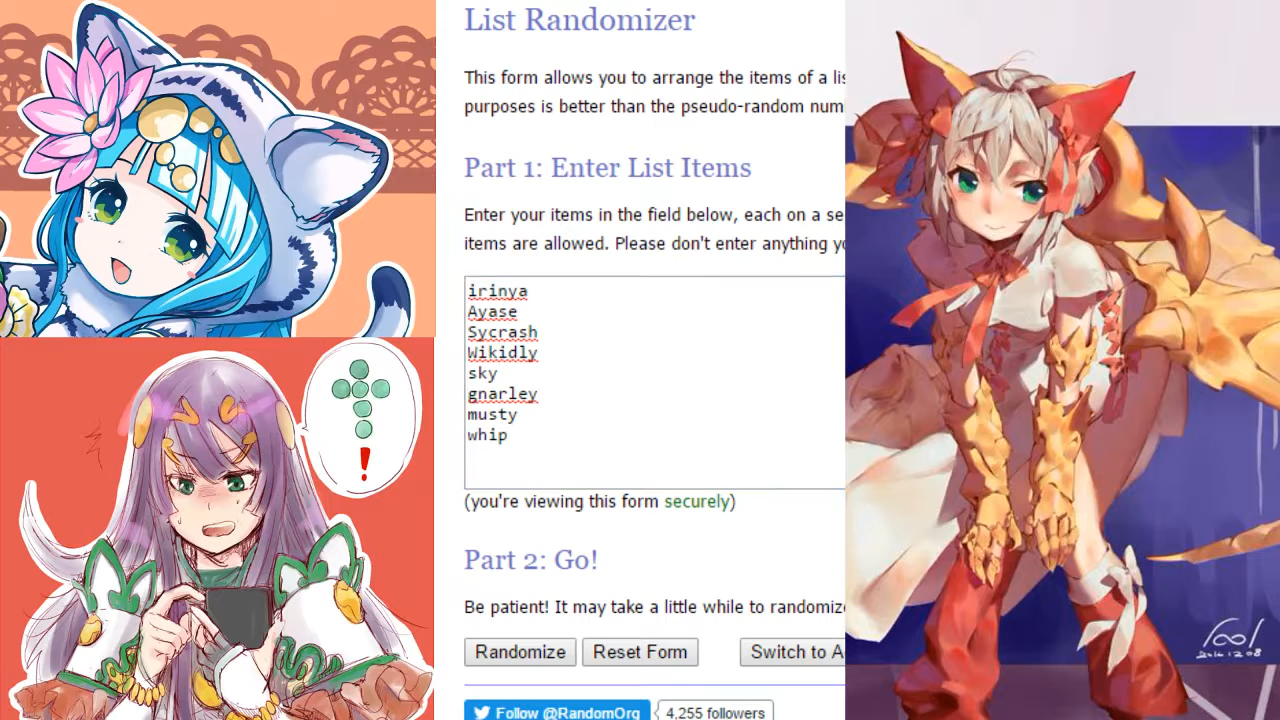 List Randomizer
This form allows you to arrange the items of a lis
purposes is better than the pseudo-random num
Part 1: Enter List Items
Enter your items in the field below, each on a se
items are allowed. Please don't enter anything yo
irinya
Ayase
Sycrash
Wikidly
sky
gnarley
musty
whip
(you're viewing this form securely)
Part 2: Go!
Be patient! It may take a little while to randomize
Randomize Reset Form Switch to A
Follow @RandomOrg 4,255 followers
!
2016.12.08